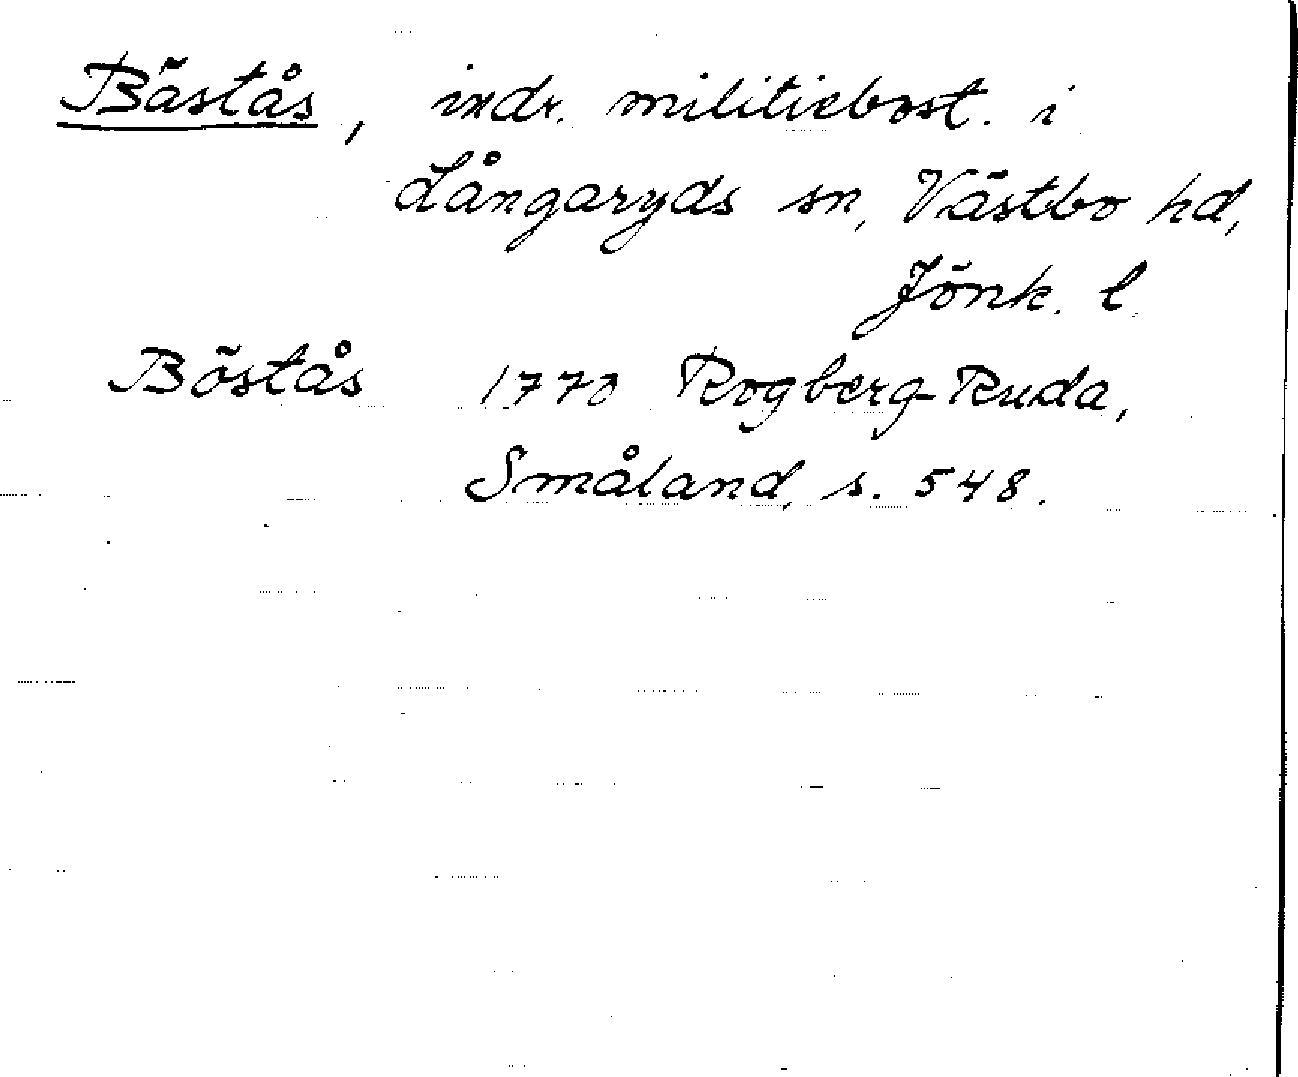 Bästås, indr. militiebost. i
Långaryds sn, Västbo hd,
Jönk. l.
Böstås 1770 Rogberg-Ruda,
Småland, s. 548.